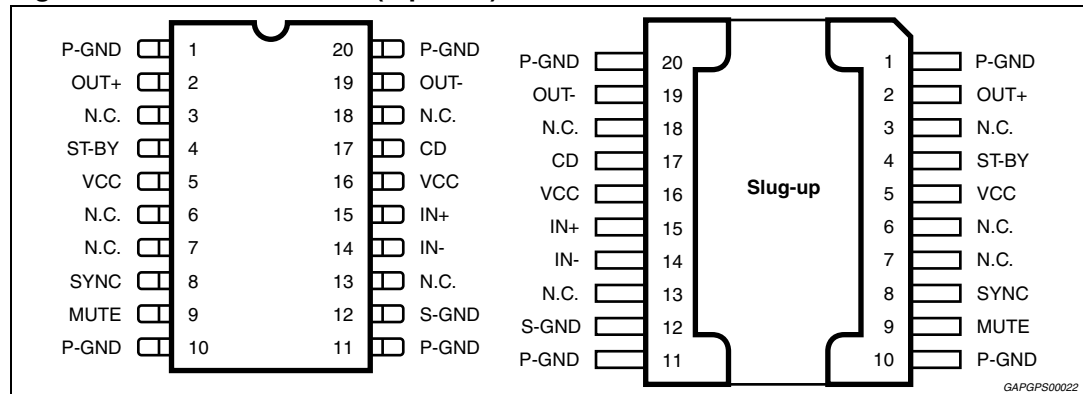 P-GND 1 20 P-GND
OUT+ 2 19 OUT-
N.C. 3 18 N.C.
ST-BY 4 17 CD
VCC 5 16 VCC
N.C. 6 15 IN+
N.C. 7 14 IN-
SYNC 8 13 N.C.
MUTE 9 12 S-GND
P-GND 10 11 P-GND
P-GND 20 1 P-GND
OUT- 19 2 OUT+
N.C. 18 3 N.C.
CD 17 4 ST-BY
VCC 16 Slug-up 5 VCC
IN+ 15 6 N.C.
IN- 14 7 N.C.
N.C. 13 8 SYNC
S-GND 12 9 MUTE
P-GND 11 10 P-GND
GAPGPS00022